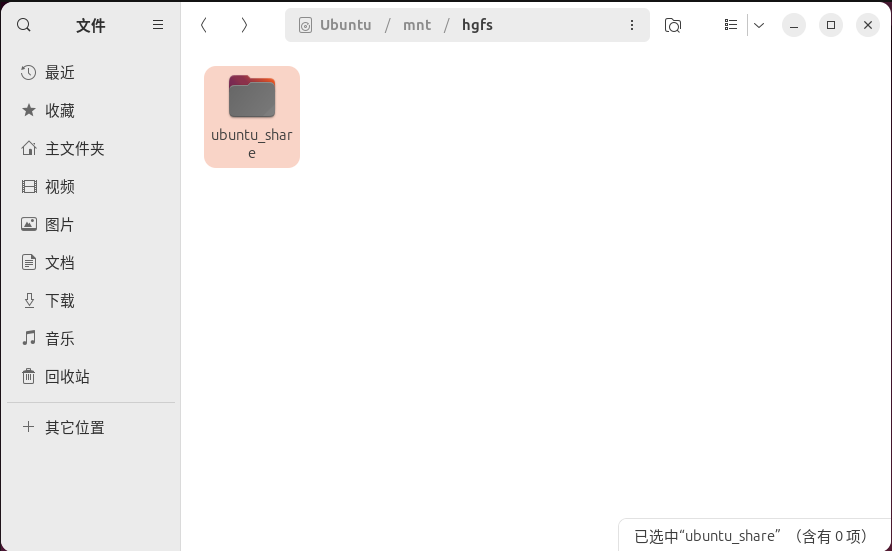 文件
Ubuntu / mnt / hgfs
最近
收藏
主文件夹
视频
图片
文档
下载
音乐
回收站
其它位置
ubuntu_shar
e
已选中“ubuntu_share” （含有 0 项）